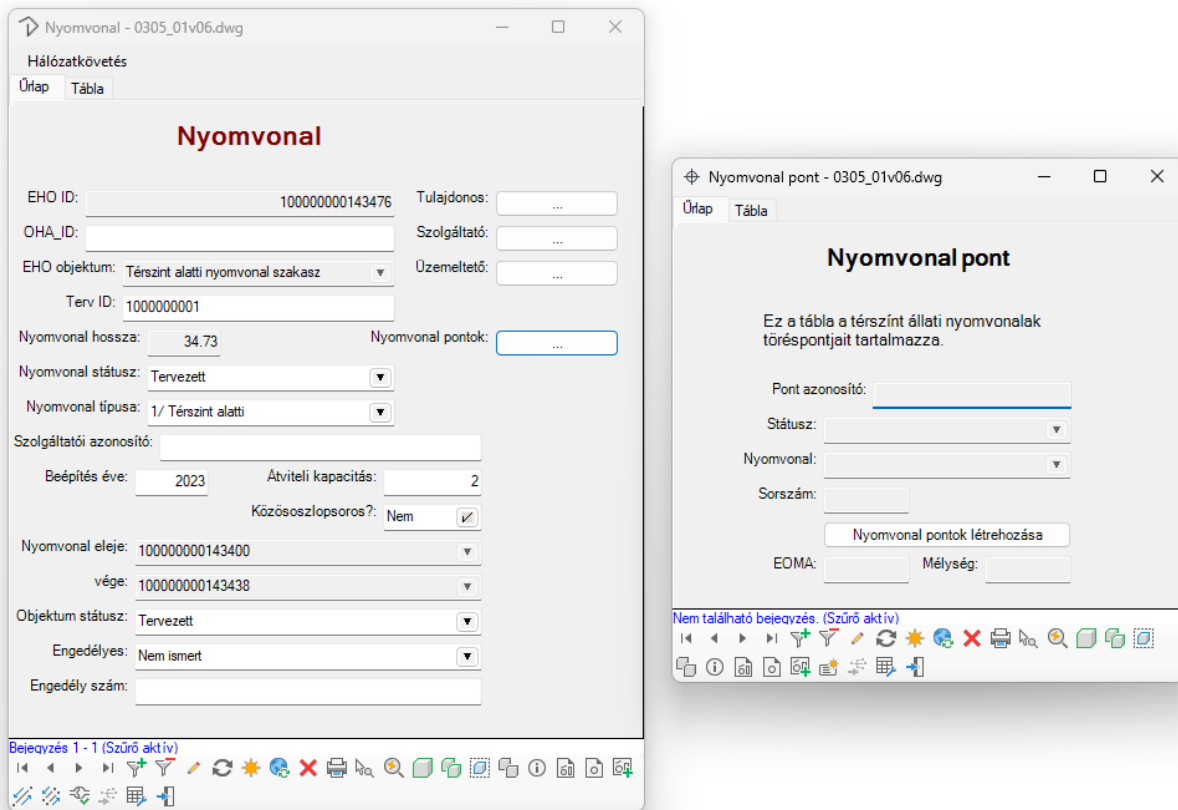 Nyomvonal - 0305_01v06.dwg
Hálózatkövetés
Űrlap Tábla
Nyomvonal
EHO ID: 100000000143476 Tulajdonos: ...
OHA_ID: Szolgáltató: ...
EHO objektum: Térszint alatti nyomvonal szakasz Üzemeltető: ...
Terv ID: 1000000001
Nyomvonal hossza: 34.73 Nyomvonal pontok: ...
Nyomvonal státusz: Tervezett
Nyomvonal típusa: 1/ Térszint alatti
Szolgáltatói azonosító:
Beépítés éve: 2023 Átviteli kapacitás: 2
Közösoszlopsoros?: Nem
Nyomvonal eleje: 100000000143400
vége: 100000000143438
Objektum státusz: Tervezett
Engedélyes: Nem ismert
Engedély szám:
Bejegyzés 1 - 1 (Szűrő aktív)
Nyomvonal pont - 0305_01v06.dwg
Űrlap Tábla
Nyomvonal pont
Ez a tábla a térszínt állati nyomvonalak
töréspontjait tartalmazza.
Pont azonosító:
Státusz:
Nyomvonal:
Sorszám:
Nyomvonal pontok létrehozása
EOMA: Mélység:
Nem található bejegyzés. (Szűrő aktív)